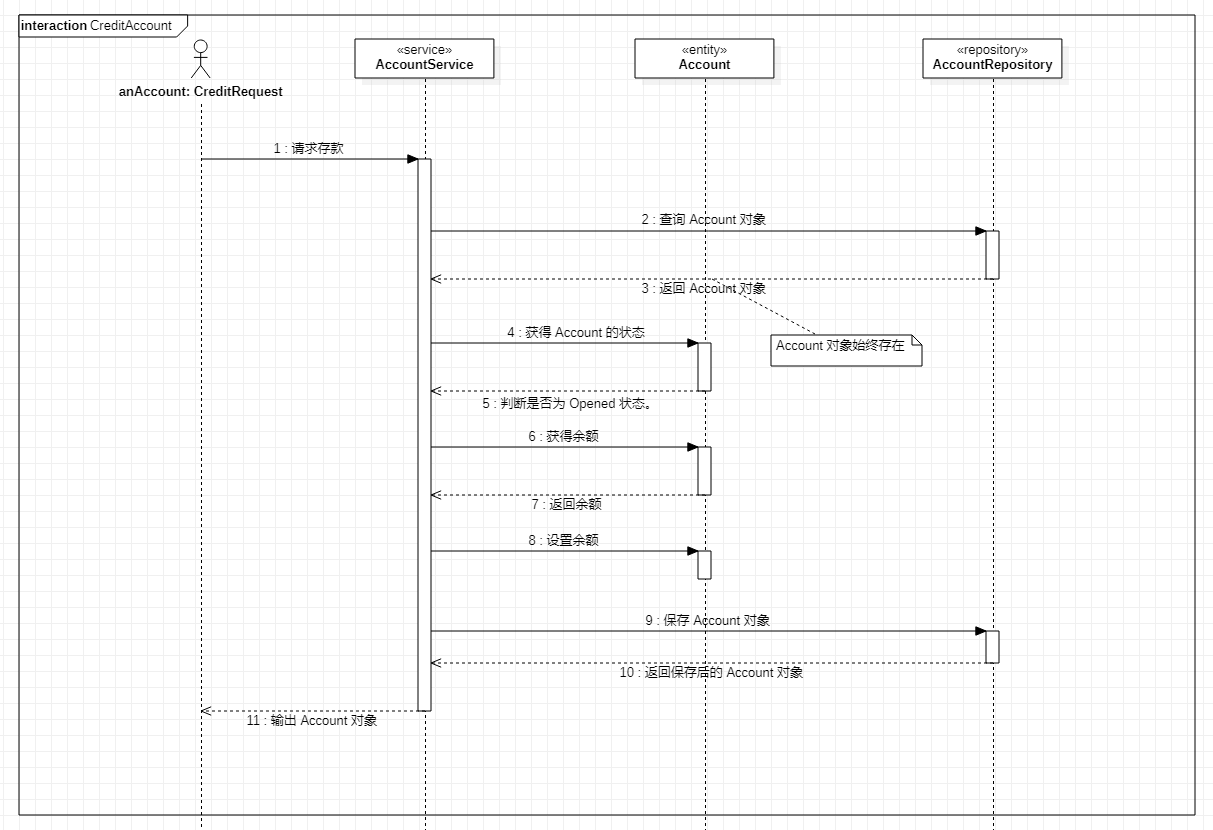 interaction CreditAccount
«service»
AccountService
«entity»
Account
«repository»
AccountRepository
anAccount: CreditRequest
1 : 请求存款
2 : 查询 Account 对象
3 : 返回 Account 对象
4 : 获得 Account 的状态
Account 对象始终存在
5 : 判断是否为 Opened 状态。
6 : 获得余额
7 : 返回余额
8 : 设置余额
9 : 保存 Account 对象
10 : 返回保存后的 Account 对象
11 : 输出 Account 对象